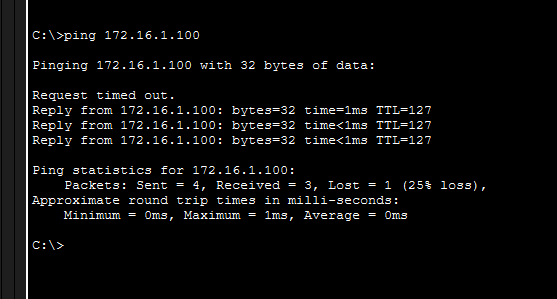 C:\>ping 172.16.1.100
Pinging 172.16.1.100 with 32 bytes of data:
Request timed out.
Reply from 172.16.1.100: bytes=32 time=1ms TTL=127
Reply from 172.16.1.100: bytes=32 time<1ms TTL=127
Reply from 172.16.1.100: bytes=32 time<1ms TTL=127
Ping statistics for 172.16.1.100:
    Packets: Sent = 4, Received = 3, Lost = 1 (25% loss),
Approximate round trip times in milli-seconds:
    Minimum = 0ms, Maximum = 1ms, Average = 0ms
C:\>